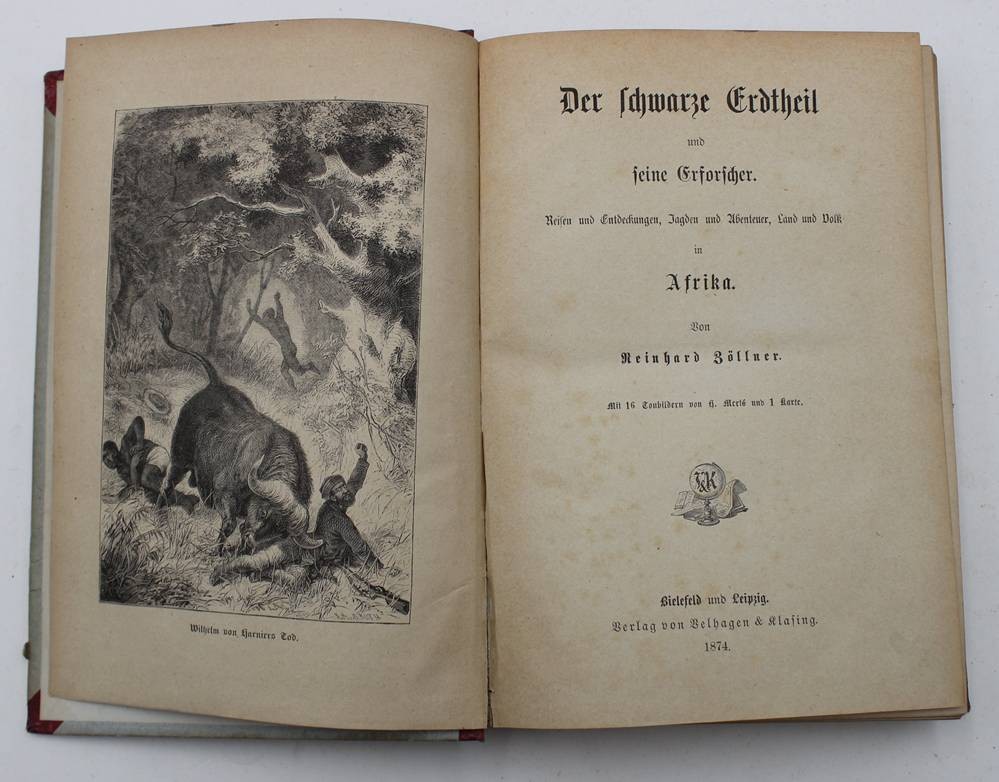 Wilhelm von Harniers Tod.
Der schwarze Erdtheil
und
seine Erforscher.
Reisen und Entdeckungen, Jagden und Abenteuer, Land und Volk
in
Afrika.
Von
Reinhard Zöllner.
Mit 16 Tonbildern von H. Merté und 1 Karte.
V&K
Bielefeld und Leipzig.
Verlag von Velhagen & Klasing.
1874.